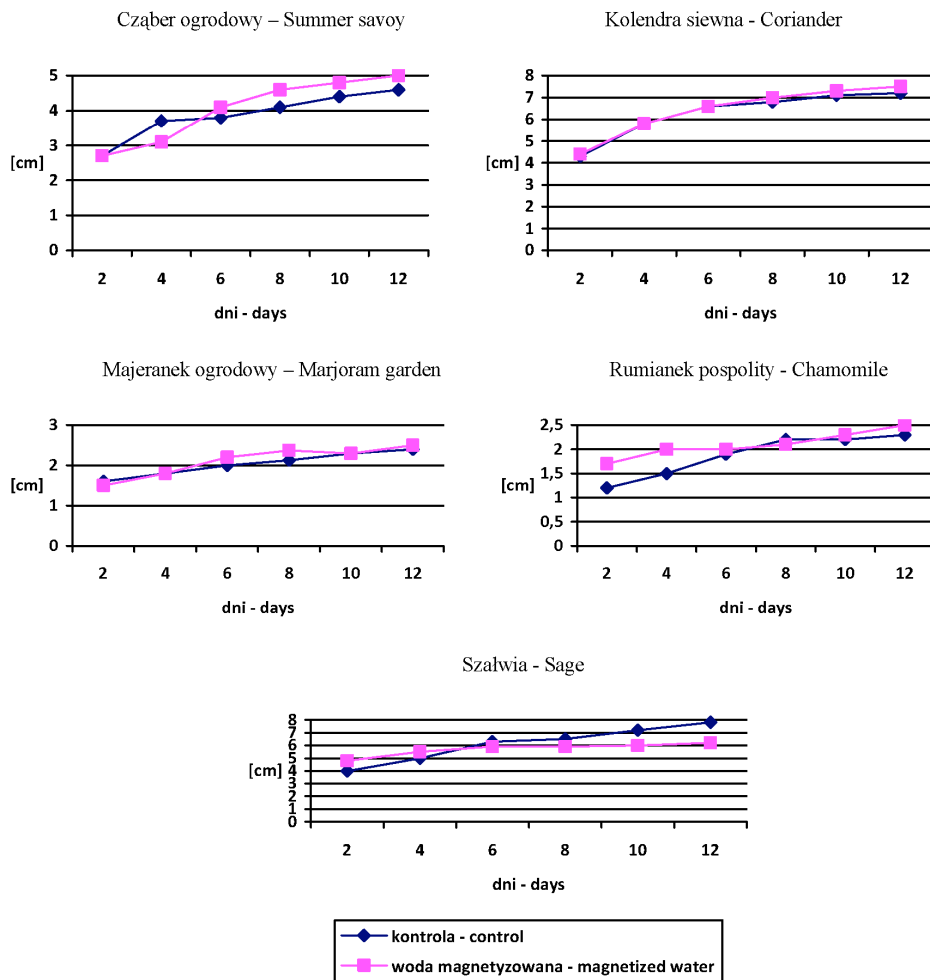 Cząber ogrodowy – Summer savoy
5
4
3
[cm]
2
1
0
2 4 6 8 10 12
dni - days
Kolendra siewna - Coriander
8
7
6
5
[cm]
4
3
2
1
0
2 4 6 8 10 12
dni - days
Majeranek ogrodowy – Marjoram garden
3
2
[cm]
1
0
2 4 6 8 10 12
dni - days
Rumianek pospolity - Chamomile
2,5
2
1,5
[cm]
1
0,5
0
2 4 6 8 10 12
dni - days
Szałwia - Sage
8
7
6
5
[cm]
4
3
2
1
0
2 4 6 8 10 12
dni - days
kontrola - control
woda magnetyzowana - magnetized water